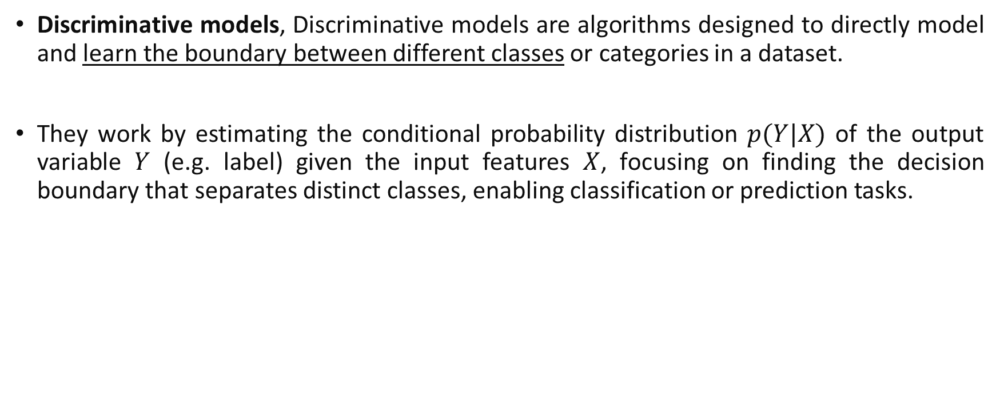 • Discriminative models, Discriminative models are algorithms designed to directly model
and learn the boundary between different classes or categories in a dataset.
• They work by estimating the conditional probability distribution p(Y|X) of the output
variable Y (e.g. label) given the input features X, focusing on finding the decision
boundary that separates distinct classes, enabling classification or prediction tasks.